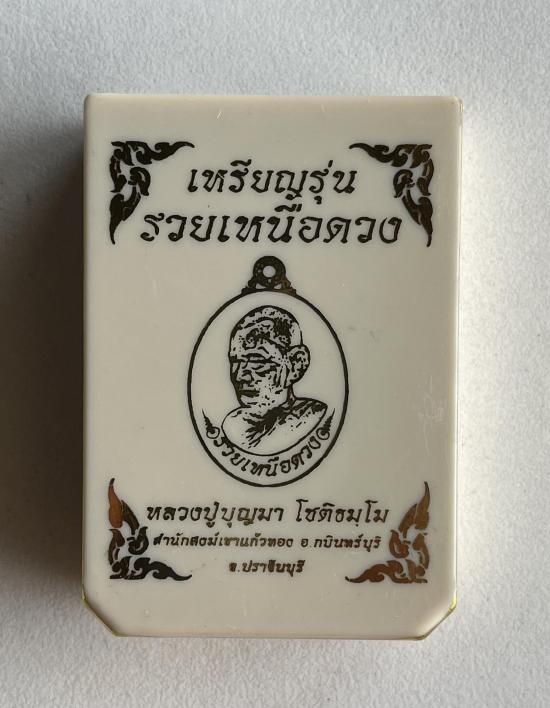 เหรียญรุ่น
รวยเหนือดวง
รวยเหนือดวง
หลวงปู่บุญมา โชติธมฺโม
สำนักสงฆ์เขาแก้วทอง อ.กบินทร์บุรี
จ.ปราจีนบุรี